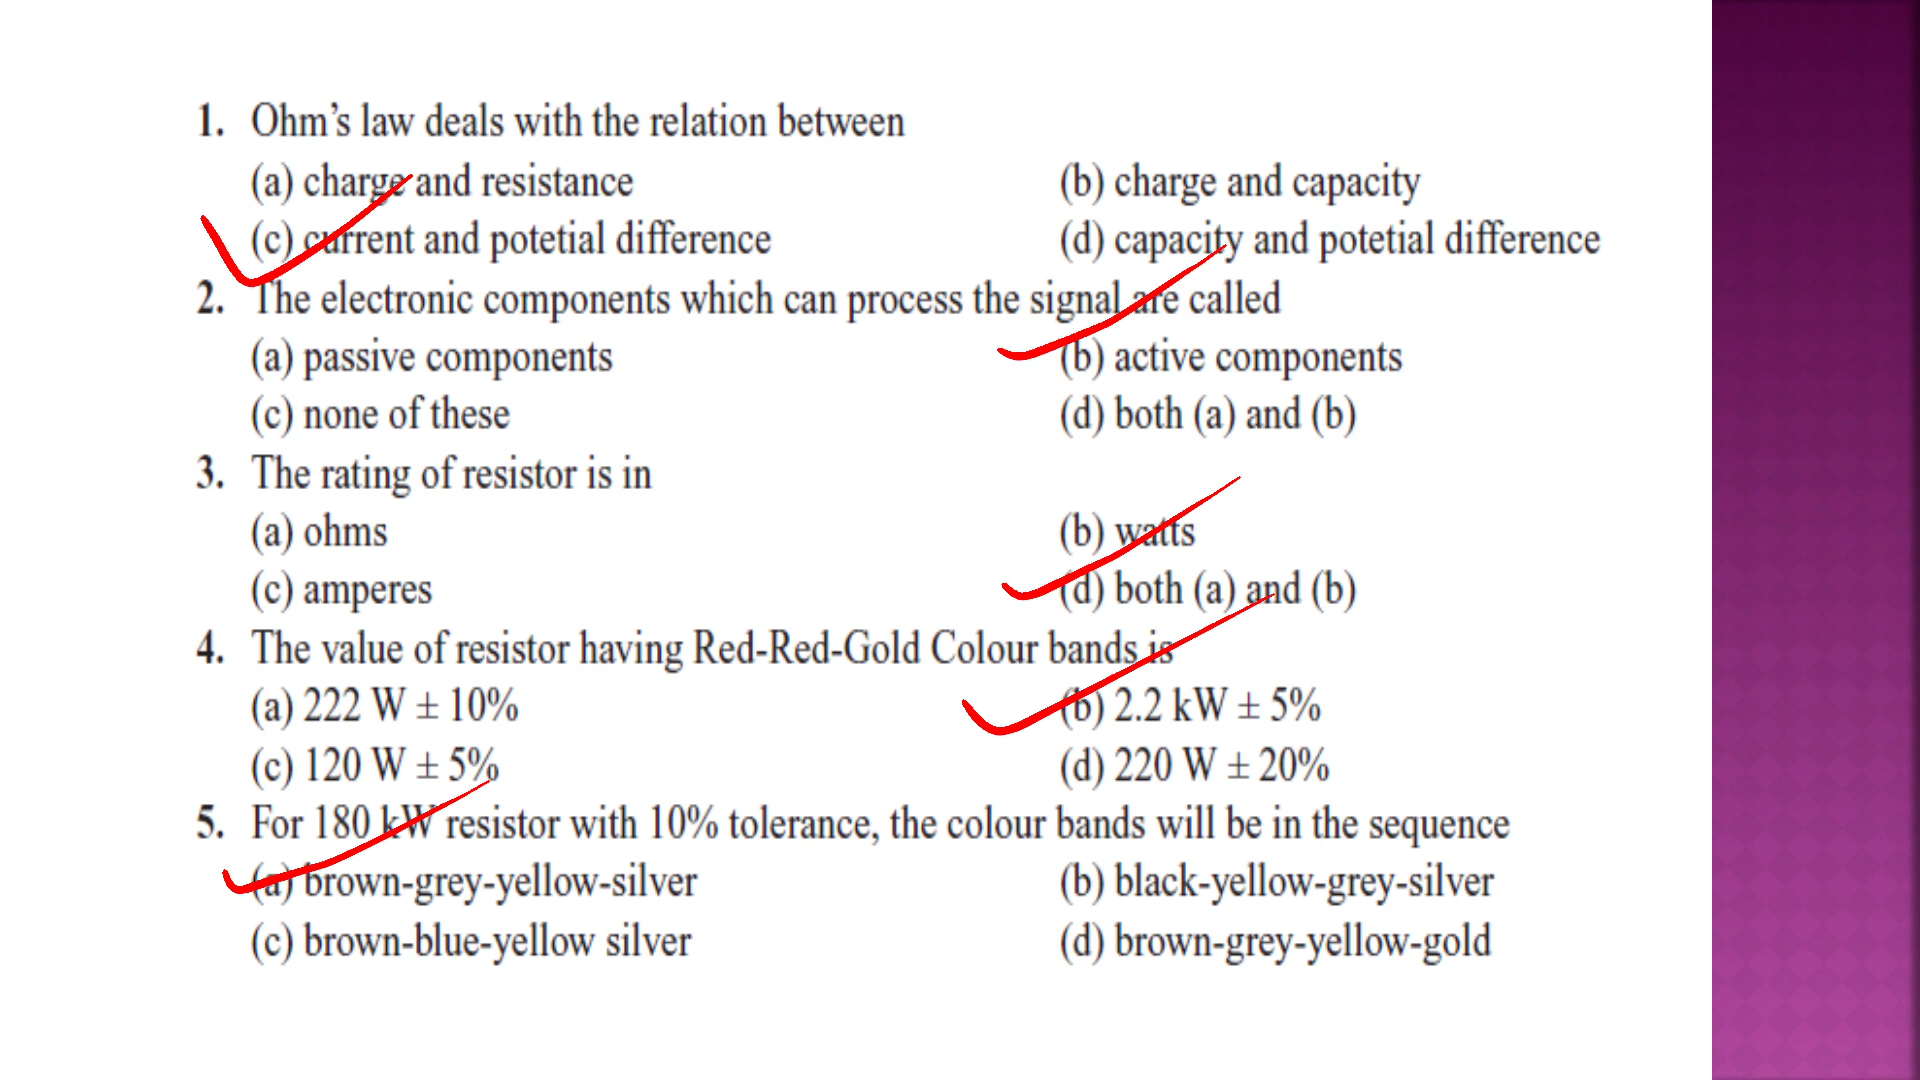 1. Ohm’s law deals with the relation between
(a) charge and resistance (b) charge and capacity
(c) current and potetial difference (d) capacity and potetial difference
2. The electronic components which can process the signal are called
(a) passive components (b) active components
(c) none of these (d) both (a) and (b)
3. The rating of resistor is in
(a) ohms (b) watts
(c) amperes (d) both (a) and (b)
4. The value of resistor having Red-Red-Gold Colour bands is
(a) 222 W ± 10% (b) 2.2 kW ± 5%
(c) 120 W ± 5% (d) 220 W ± 20%
5. For 180 kW resistor with 10% tolerance, the colour bands will be in the sequence
(a) brown-grey-yellow-silver (b) black-yellow-grey-silver
(c) brown-blue-yellow silver (d) brown-grey-yellow-gold